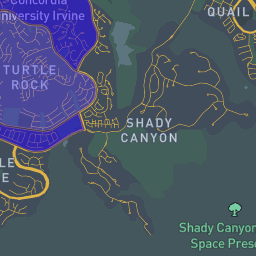 Concordia
University Irvine
QUAIL
TURTLE
ROCK
SHADY
CANYON
Shady Canyon
Space Prese